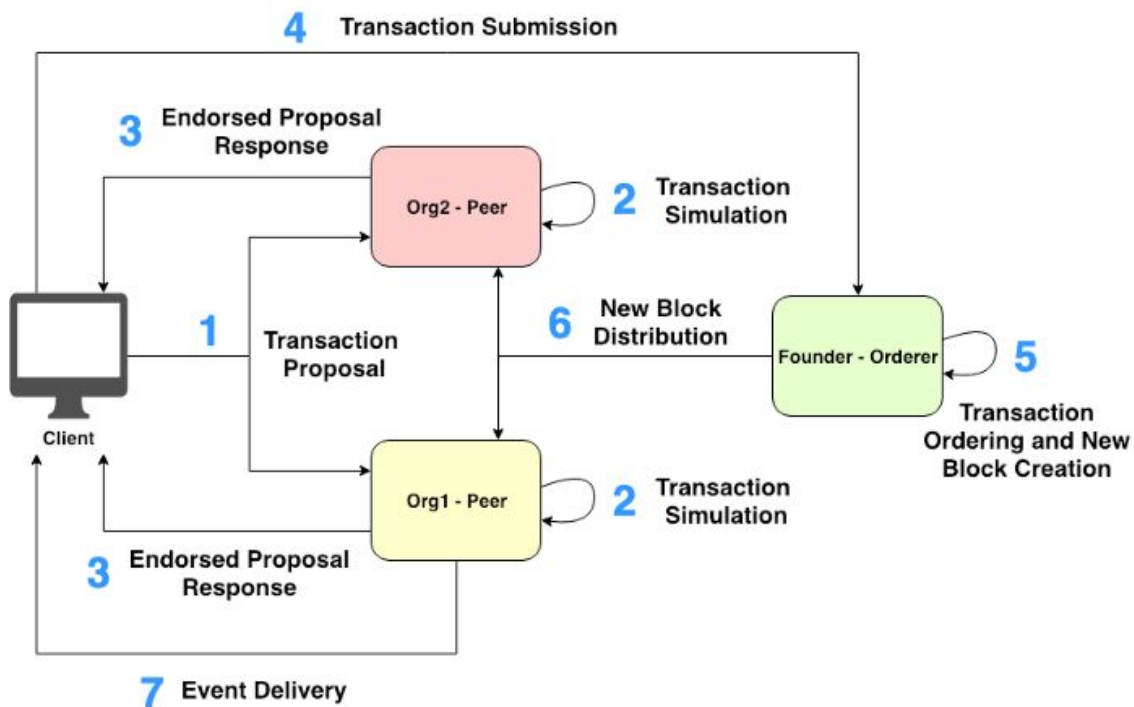 4 Transaction Submission
3 Endorsed Proposal
Response
Org2 - Peer
2 Transaction
Simulation
1 Transaction
Proposal
6 New Block
Distribution
Founder - Orderer
5
Transaction
Ordering and New
Block Creation
Client
Org1 - Peer
2 Transaction
Simulation
3 Endorsed Proposal
Response
7 Event Delivery